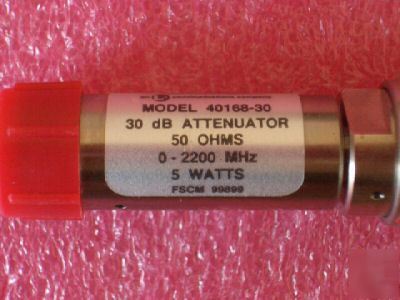 MODEL 40168-30
30 dB ATTENUATOR
50 OHMS
0 - 2200 MHz
5 WATTS
FSCM 99899